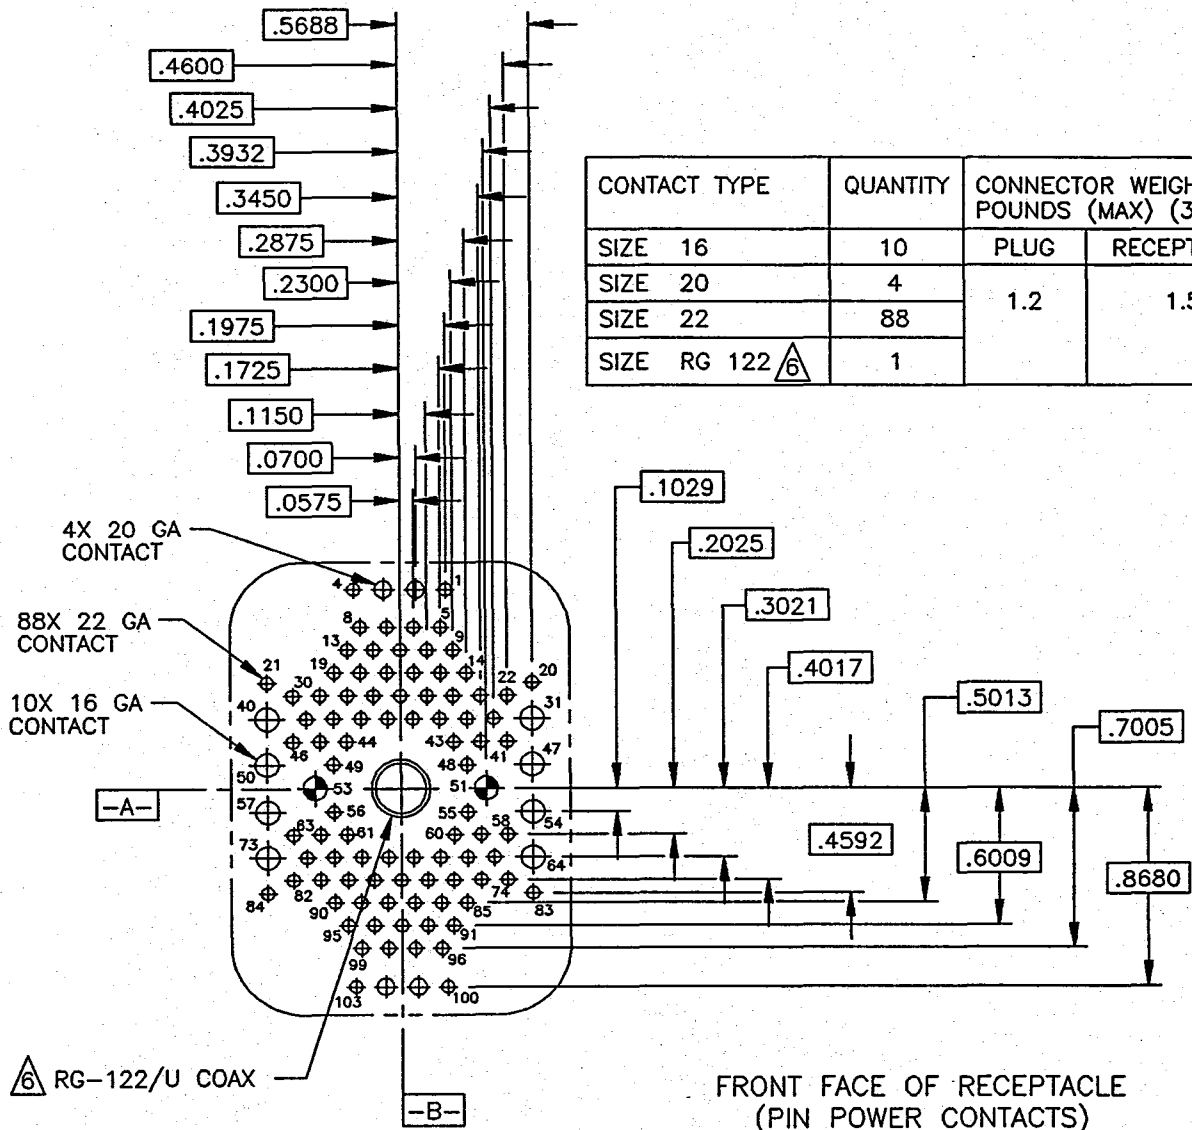 .5688
.4600
.4025
.3932
.3450
.2875
.2300
.1975
.1725
.1150
.0700
.0575
CONTACT TYPE QUANTITY CONNECTOR WEIGH
POUNDS (MAX) (3
SIZE 16 10 PLUG RECEPT
SIZE 20 4 1.2 1.5
SIZE 22 88
SIZE RG 122 6 1
.1029
.2025
.3021
.4017
.5013
.7005
4X 20 GA
CONTACT
88X 22 GA
CONTACT
10X 16 GA
CONTACT
4 1
8 5
13 9
19 14
21 20
30 22
40 31
46 44 43 41 47
50 49 48
53 51
-A-
57 56 55 54
63 61 60 58
73 64
82 74
84 83
90 85
95 91
99 96
103 100
.4592
.6009
.8680
6 RG-122/U COAX
-B-
FRONT FACE OF RECEPTACLE
(PIN POWER CONTACTS)